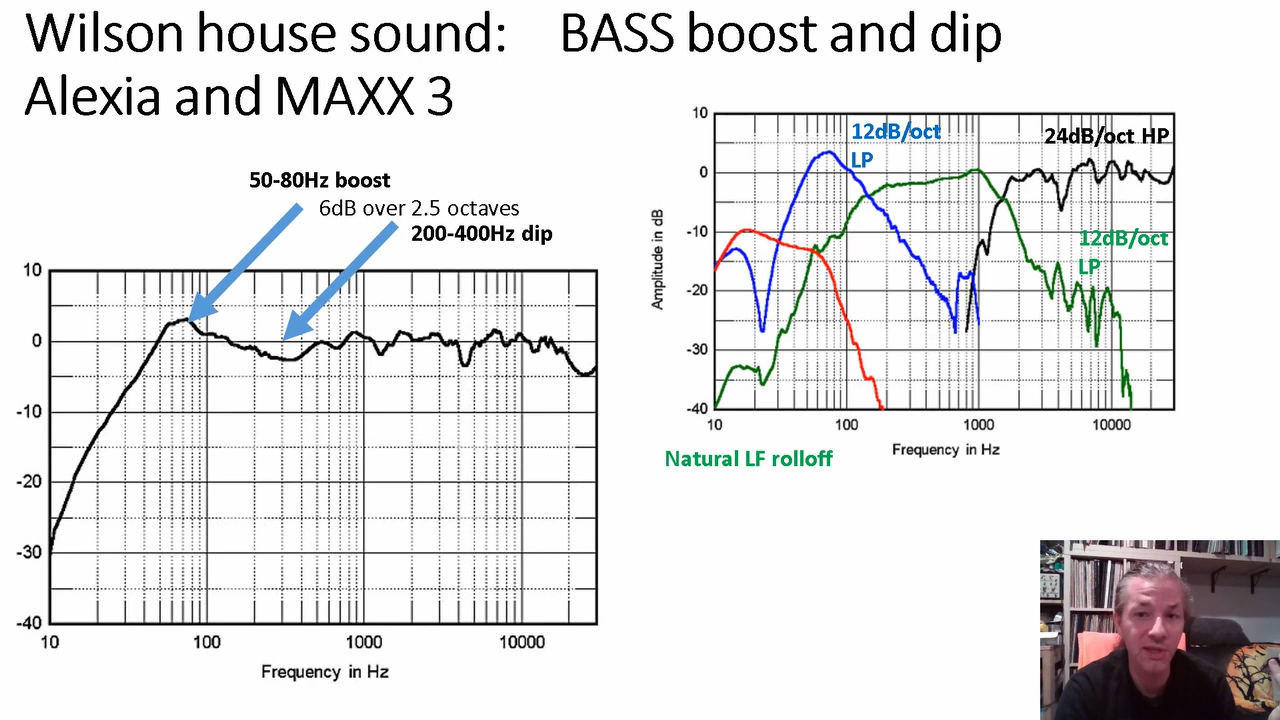 Wilson house sound: BASS boost and dip
Alexia and MAXX 3
50-80Hz boost
6dB over 2.5 octaves
200-400Hz dip
10
0
-10
-20
-30
-40
10 100 1000 10000
Frequency in Hz
12dB/oct
LP
24dB/oct HP
12dB/oct
LP
Amplitude in dB
10
0
-10
-20
-30
-40
10 100 1000 10000
Frequency in Hz
Natural LF rolloff